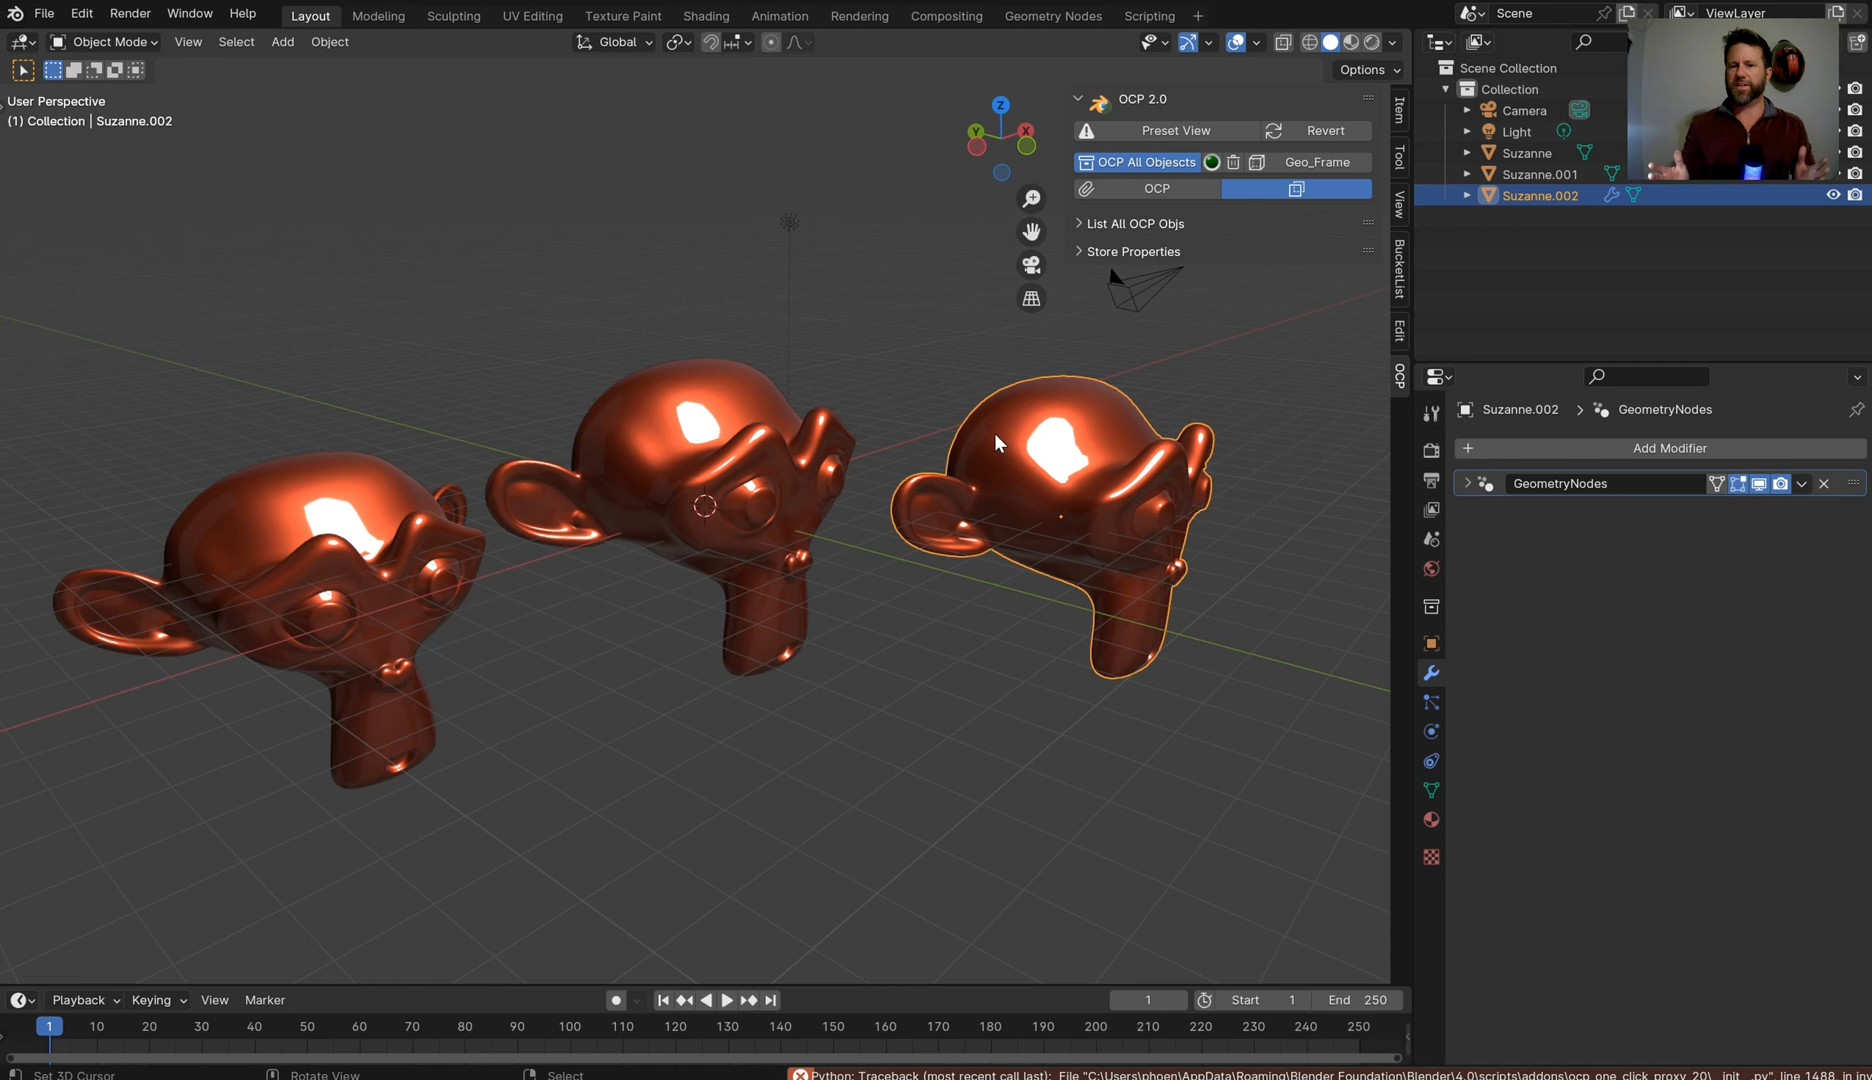 File Edit Render Window Help Layout Modeling Sculpting UV Editing Texture Paint Shading Animation Rendering Compositing Geometry Nodes Scripting + Scene ViewLayer
Object Mode View Select Add Object Global
Options
User Perspective
(1) Collection | Suzanne.002
Z
Y
X
OCP 2.0
Preset View Revert
OCP All Objescts Geo_Frame
OCP
List All OCP Objs
Store Properties
Item
Tool
View
BucketList
Edit
OCP
Scene Collection
Collection
Camera
Light
Suzanne
Suzanne.001
Suzanne.002
Suzanne.002 > GeometryNodes
+ Add Modifier
GeometryNodes
Playback Keying View Marker 1 Start 1 End 250
1 10 20 30 40 50 60 70 80 90 100 110 120 130 140 150 160 170 180 190 200 210 220 230 240 250
Set 3D Cursor Rotate View Select Python: Traceback (most recent call last): File "C:\Users\phoen\AppData\Roaming\Blender Foundation\Blender\4.0\scripts\addons\ocp_one_click_proxy_20\__init__.py", line 1488, in